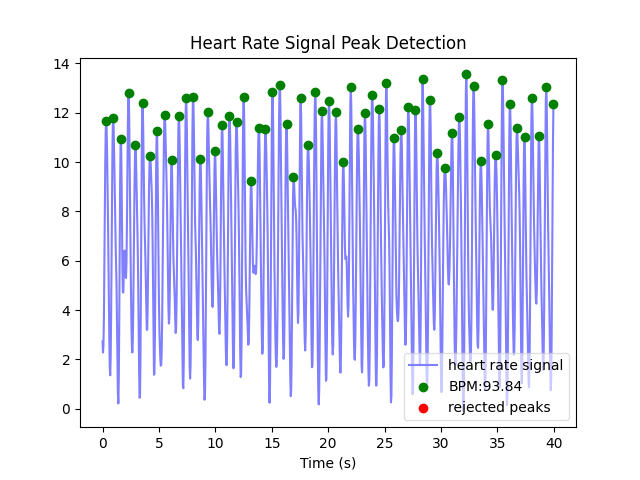 Heart Rate Signal Peak Detection
14
12
10
8
6
4
2
0
heart rate signal
BPM:93.84
rejected peaks
0 5 10 15 20 25 30 35 40
Time (s)